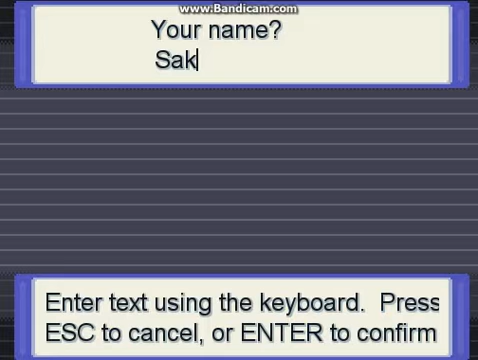 www.Bandicam.com
Your name?
Sak
Enter text using the keyboard. Press
ESC to cancel, or ENTER to confirm